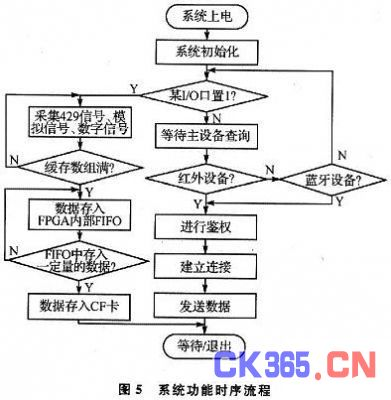 系统上电
系统初始化
Y
某I/O口置1?
N
采集429信号、模
拟信号、数字信号
等待主设备查询
N
缓存数组满?
Y
红外设备?
N
蓝牙设备?
N
Y
Y
数据存入
FPGA内部FIFO
进行鉴权
N
FIFO中存入
一定量的数据?
Y
建立连接
数据存入CF卡
发送数据
等待/退出
CK365.CN
图 5 系统功能时序流程